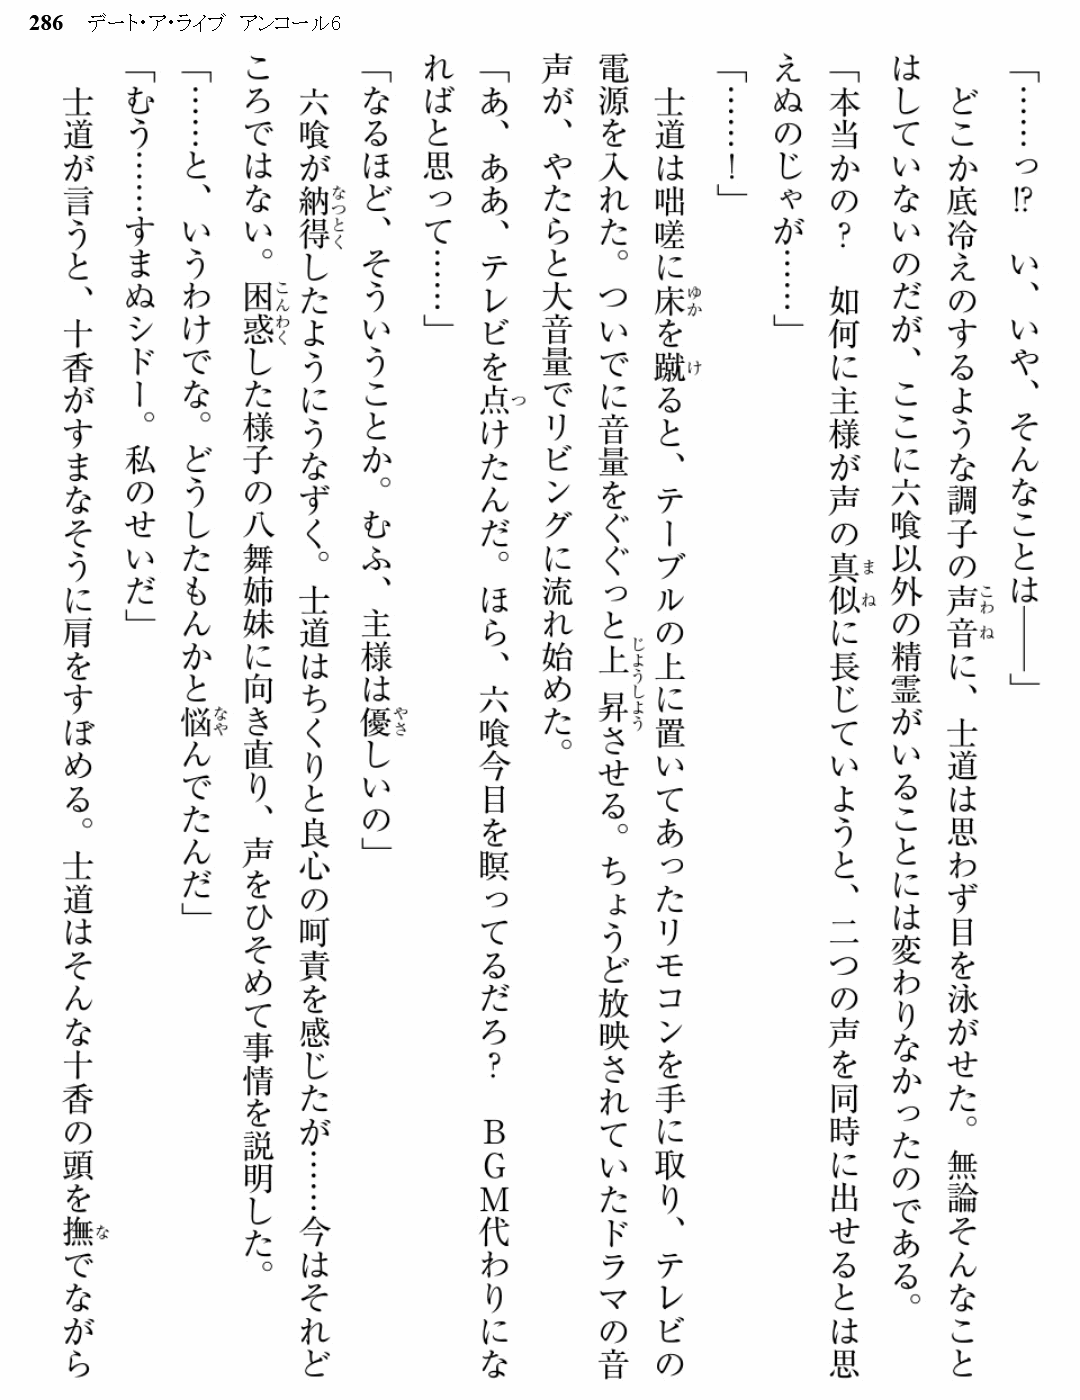 286 デート・ア・ライブ アンコール6
「……っ!? い、いや、そんなことは――」
どこか底冷えのするような調子の声音に、士道は思わず目を泳がせた。無論そんなこと
はしていないのだが、ここに六喰以外の精霊がいることには変わりなかったのである。
「本当かの? 如何に主様が声の真似に長じていようと、二つの声を同時に出せるとは思
えぬのじゃが……」
「……!」
士道は咄嗟に床を蹴ると、テーブルの上に置いてあったリモコンを手に取り、テレビの
電源を入れた。ついでに音量をぐぐっと上昇させる。ちょうど放映されていたドラマの音
声が、やたらと大音量でリビングに流れ始めた。
「あ、ああ、テレビを点けたんだ。ほら、六喰今目を瞑ってるだろ? BGM代わりにな
ればと思って……」
「なるほど、そういうことか。むふ、主様は優しいの」
六喰が納得したようにうなずく。士道はちくりと良心の呵責を感じたが……今はそれど
ころではない。困惑した様子の八舞姉妹に向き直り、声をひそめて事情を説明した。
「……と、いうわけでな。どうしたもんかと悩んでたんだ」
「むう……すまぬシドー。私のせいだ」
士道が言うと、十香がすまなそうに肩をすぼめる。士道はそんな十香の頭を撫でながら